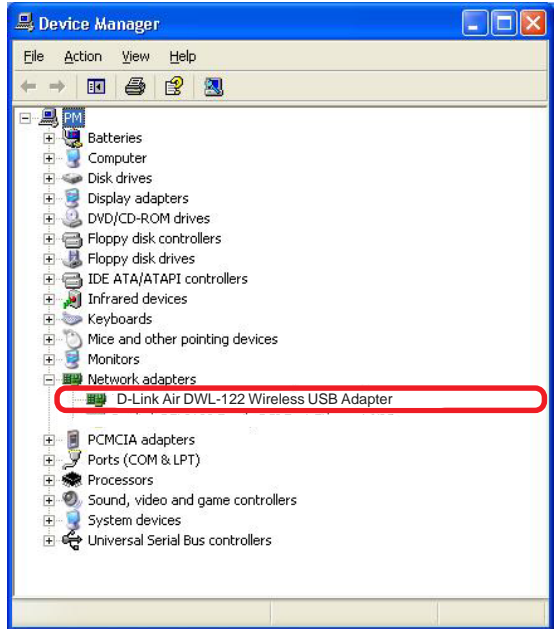 Device Manager
File Action View Help
PM
Batteries
Computer
Disk drives
Display adapters
DVD/CD-ROM drives
Floppy disk controllers
Floppy disk drives
IDE ATA/ATAPI controllers
Infrared devices
Keyboards
Mice and other pointing devices
Monitors
Network adapters
D-Link Air DWL-122 Wireless USB Adapter
PCMCIA adapters
Ports (COM & LPT)
Processors
Sound, video and game controllers
System devices
Universal Serial Bus controllers